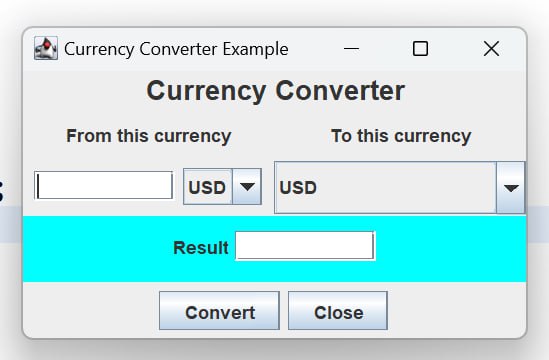 Currency Converter Example
Currency Converter
From this currency To this currency
USD USD
Result
Convert Close